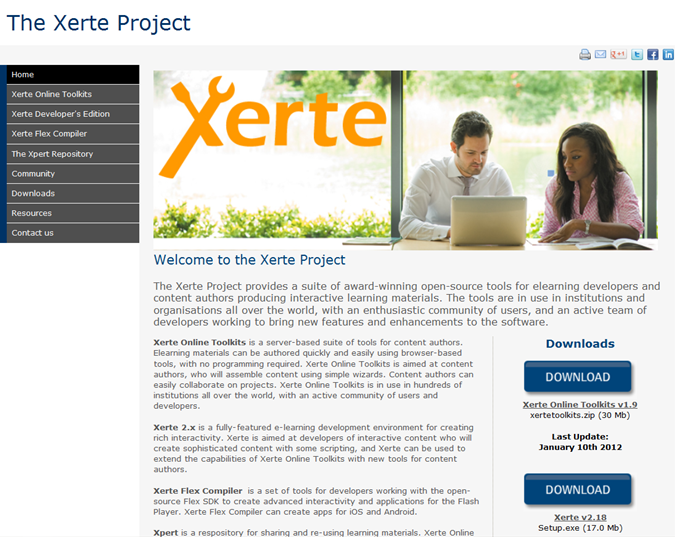 The Xerte Project
Home
Xerte Online Toolkits
Xerte Developer's Edition
Xerte Flex Compiler
The Xpert Repository
Community
Downloads
Resources
Contact us
Xerte
Welcome to the Xerte Project
The Xerte Project provides a suite of award-winning open-source tools for elearning developers and
content authors producing interactive learning materials. The tools are in use in institutions and
organisations all over the world, with an enthusiastic community of users, and an active team of
developers working to bring new features and enhancements to the software.
Xerte Online Toolkits is a server-based suite of tools for content authors.
Elearning materials can be authored quickly and easily using browser-based
tools, with no programming required. Xerte Online Toolkits is aimed at content
authors, who will assemble content using simple wizards. Content authors can
easily collaborate on projects. Xerte Online Toolkits is in use in hundreds of
institutions all over the world, with an active community of users and
developers.
Xerte 2.x is a fully-featured e-learning development environment for creating
rich interactivity. Xerte is aimed at developers of interactive content who will
create sophisticated content with some scripting, and Xerte can be used to
extend the capabilities of Xerte Online Toolkits with new tools for content
authors.
Xerte Flex Compiler is a set of tools for developers working with the open-
source Flex SDK to create advanced interactivity and applications for the Flash
Player. Xerte Flex Compiler can create apps for iOS and Android.
Xpert is a respository for sharing and re-using learning materials. Xerte Online
Downloads
DOWNLOAD
Xerte Online Toolkits v1.9
xertetoolkits.zip (30 Mb)
Last Update:
January 10th 2012
DOWNLOAD
Xerte v2.18
Setup.exe (17.0 Mb)